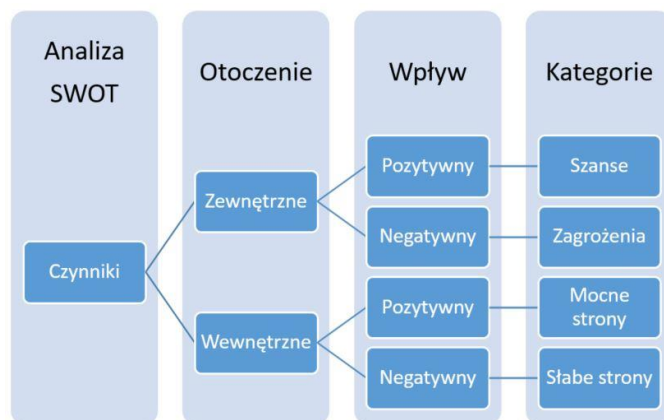 Analiza
SWOT
Otoczenie
Wpływ
Kategorie
Czynniki
Zewnętrzne
Wewnętrzne
Pozytywny
Negatywny
Pozytywny
Negatywny
Szanse
Zagrożenia
Mocne
strony
Słabe strony